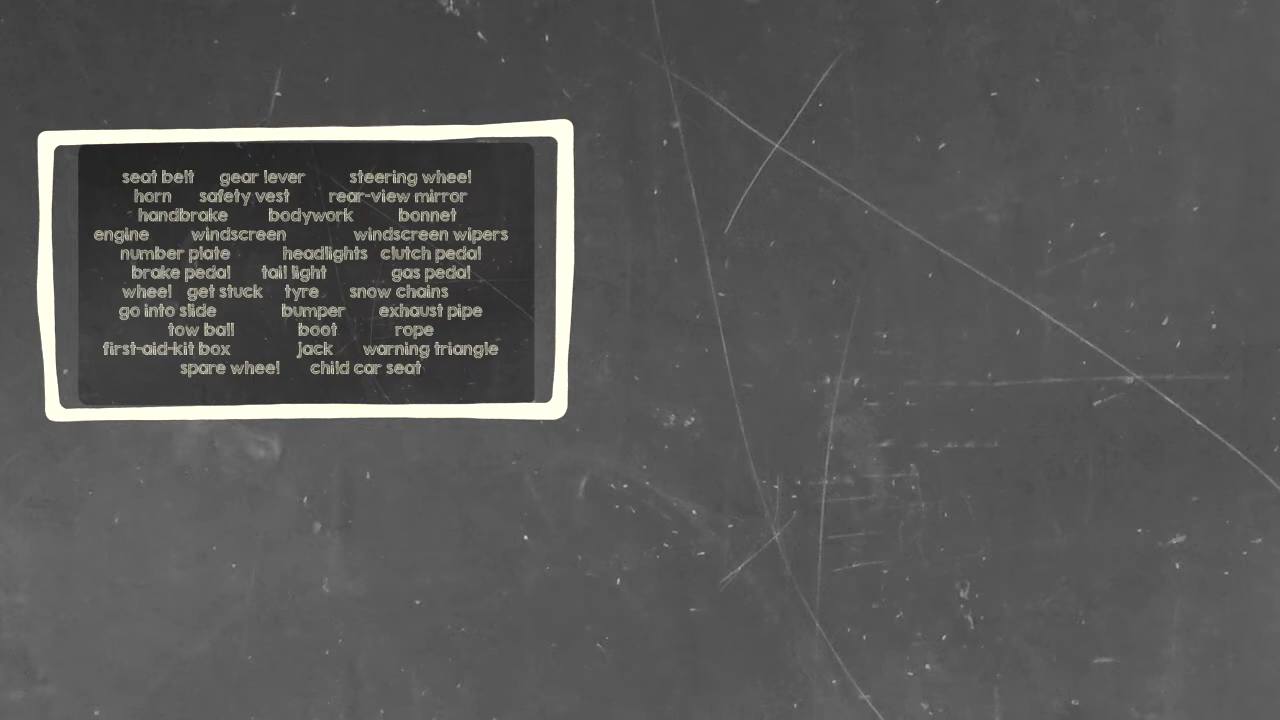 seat belt gear lever steering wheel
horn safety vest rear-view mirror
handbrake bodywork bonnet
engine windscreen windscreen wipers
number plate headlights clutch pedal
brake pedal tail light gas pedal
wheel get stuck tyre snow chains
go into slide bumper exhaust pipe
tow ball boot rope
first-aid-kit box jack warning triangle
spare wheel child car seat